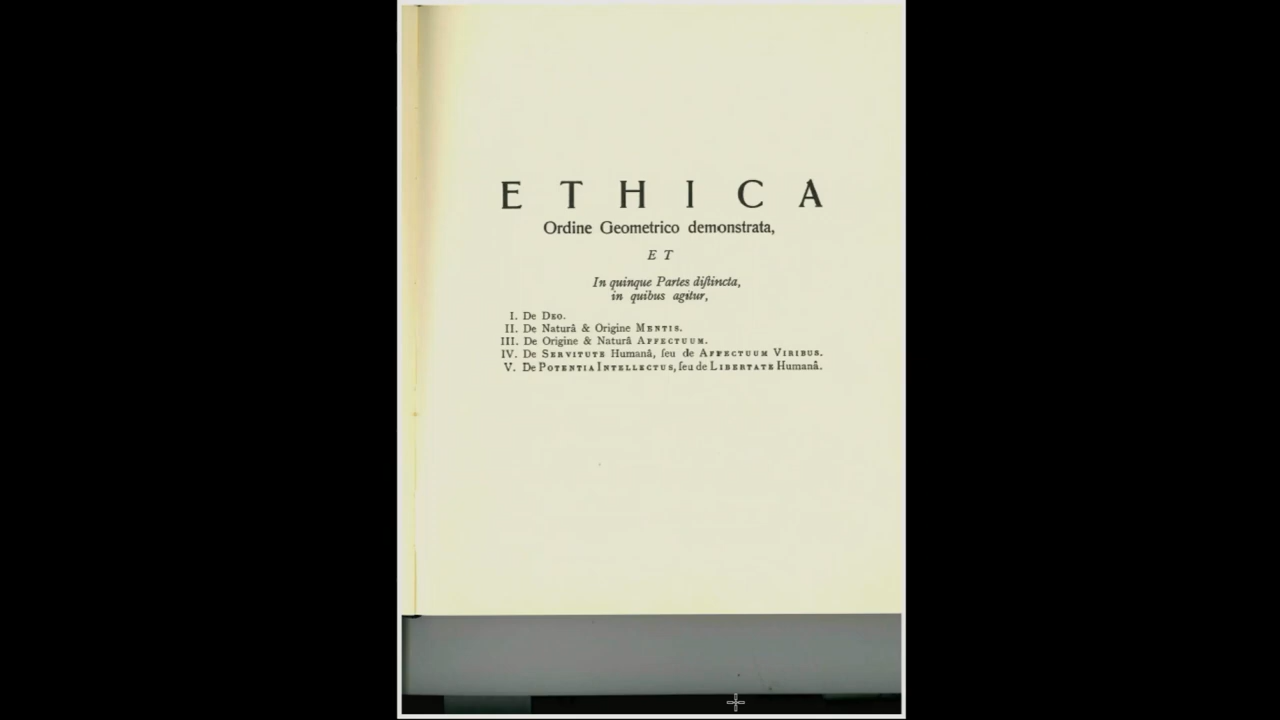 ETHICA
Ordine Geometrico demonstrata,
ET
In quinque Partes diſtincta,
in quibus agitur,
I. De DEO.
II. De Naturâ & Origine MENTIS.
III. De Origine & Naturâ AFFECTUUM.
IV. De SERVITUTE Humanâ, ſeu de AFFECTUUM VIRIBUS.
V. De POTENTIA INTELLECTUS, ſeu de LIBERTATE Humanâ.